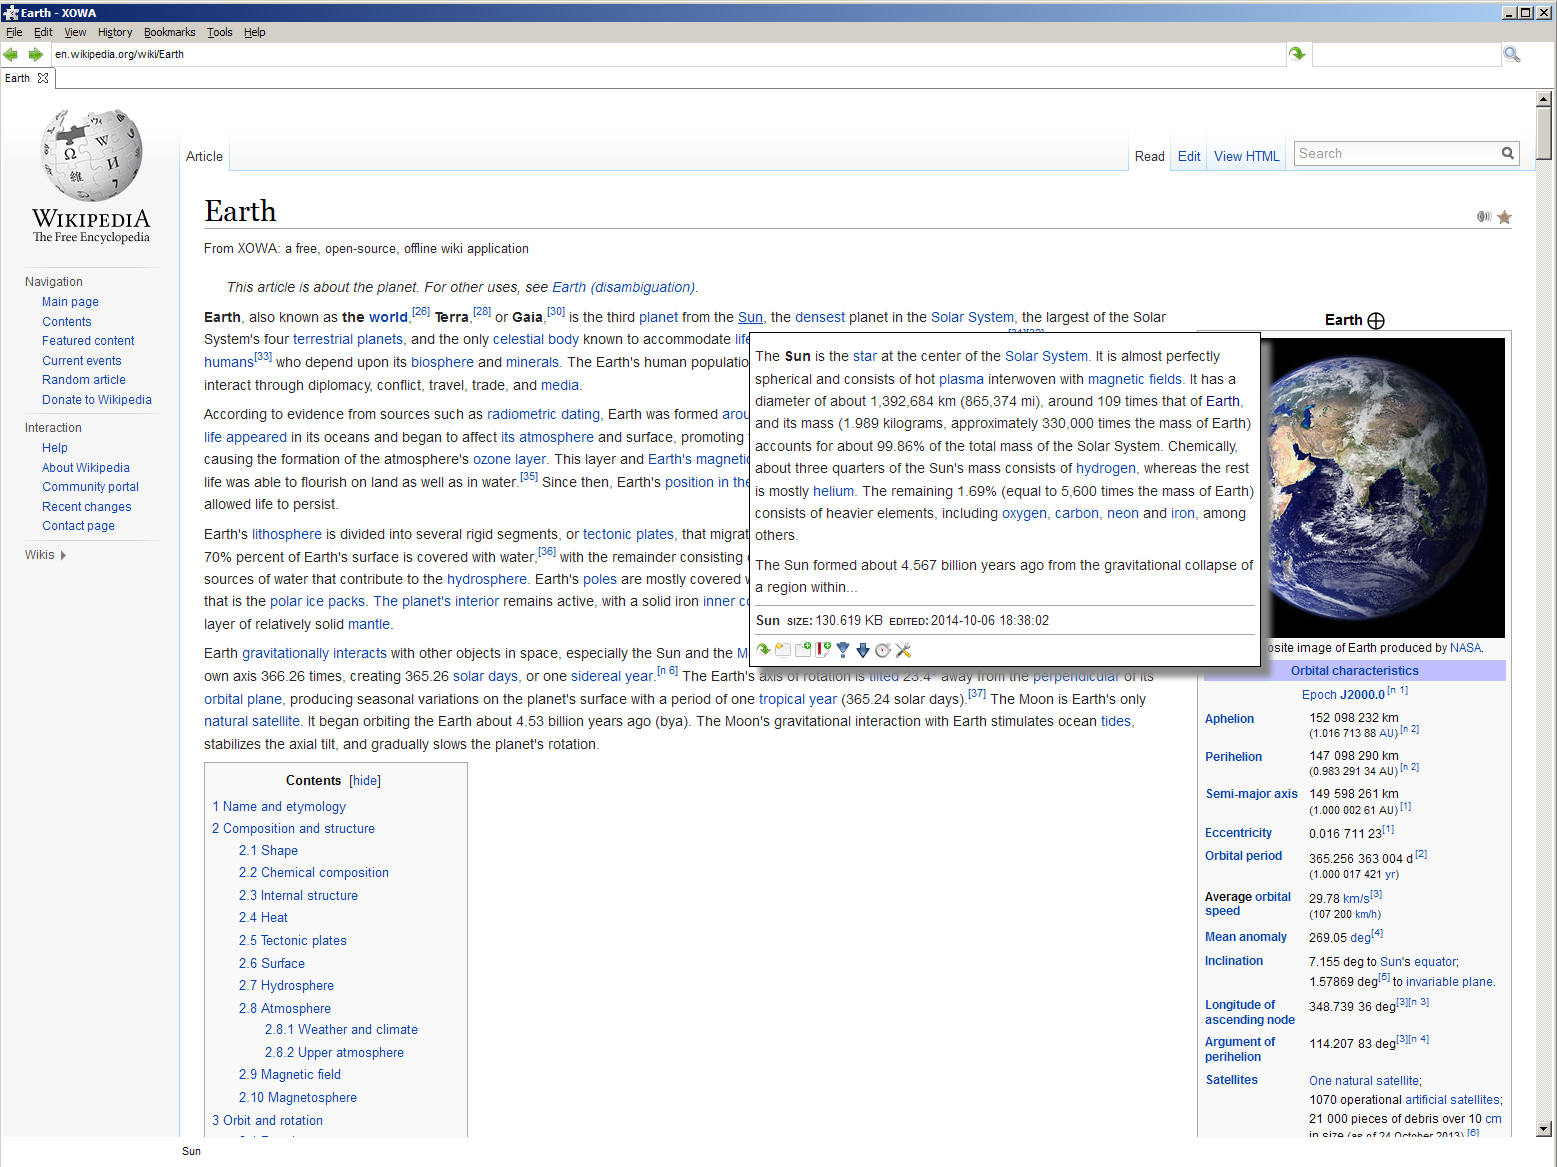 Earth - XOWA
File Edit View History Bookmarks Tools Help
en.wikipedia.org/wiki/Earth
Earth
WIKIPEDIA
The Free Encyclopedia
Navigation
Main page
Contents
Featured content
Current events
Random article
Donate to Wikipedia
Interaction
Help
About Wikipedia
Community portal
Recent changes
Contact page
Wikis
Article
Read Edit View HTML
Search
Earth
From XOWA: a free, open-source, offline wiki application
This article is about the planet. For other uses, see Earth (disambiguation).
Earth, also known as the world,[26] Terra,[28] or Gaia,[30] is the third planet from the Sun, the densest planet in the Solar System, the largest of the Solar
System's four terrestrial planets, and the only celestial body known to accommodate
humans[33] who depend upon its biosphere and minerals. The Earth's human
interact through diplomacy, conflict, travel, trade, and media.
According to evidence from sources such as radiometric dating, Earth was formed
life appeared in its oceans and began to affect its atmosphere and surface, promoting
causing the formation of the atmosphere's ozone layer. This layer and Earth's
life was able to flourish on land as well as in water.[35] Since then, Earth's position in the
allowed life to persist.
Earth's lithosphere is divided into several rigid segments, or tectonic plates, that
70% percent of Earth's surface is covered with water,[36] with the remainder consisting
sources of water that contribute to the hydrosphere. Earth's poles are mostly covered
that is the polar ice packs. The planet's interior remains active, with a solid iron inner
layer of relatively solid mantle.
Earth gravitationally interacts with other objects in space, especially the Sun and the
own axis 366.26 times, creating 365.26 solar days, or one sidereal year.[n 6] The Earth's axis of rotation is tilted 23.4° away from the perpendicular of its
orbital plane, producing seasonal variations on the planet's surface with a period of one tropical year (365.24 solar days).[37] The Moon is Earth's only
natural satellite. It began orbiting the Earth about 4.53 billion years ago (bya). The Moon's gravitational interaction with Earth stimulates ocean tides,
stabilizes the axial tilt, and gradually slows the planet's rotation.
The Sun is the star at the center of the Solar System. It is almost perfectly
spherical and consists of hot plasma interwoven with magnetic fields. It has a
diameter of about 1,392,684 km (865,374 mi), around 109 times that of Earth,
and its mass (1.989 kilograms, approximately 330,000 times the mass of Earth)
accounts for about 99.86% of the total mass of the Solar System. Chemically,
about three quarters of the Sun's mass consists of hydrogen, whereas the rest
is mostly helium. The remaining 1.69% (equal to 5,600 times the mass of Earth)
consists of heavier elements, including oxygen, carbon, neon and iron, among
others.
The Sun formed about 4.567 billion years ago from the gravitational collapse of
a region within...
Sun SIZE: 130.619 KB EDITED: 2014-10-06 18:38:02
Contents [hide]
1 Name and etymology
2 Composition and structure
2.1 Shape
2.2 Chemical composition
2.3 Internal structure
2.4 Heat
2.5 Tectonic plates
2.6 Surface
2.7 Hydrosphere
2.8 Atmosphere
2.8.1 Weather and climate
2.8.2 Upper atmosphere
2.9 Magnetic field
2.10 Magnetosphere
3 Orbit and rotation
Earth
image of Earth produced by NASA.
Orbital characteristics
Epoch J2000.0 [n 1]
Aphelion 152 098 232 km
(1.016 713 88 AU) [n 2]
Perihelion 147 098 290 km
(0.983 291 34 AU) [n 2]
Semi-major axis 149 598 261 km
(1.000 002 61 AU) [1]
Eccentricity 0.016 711 23[1]
Orbital period 365.256 363 004 d [2]
(1.000 017 421 yr)
Average orbital speed 29.78 km/s[3]
(107 200 km/h)
Mean anomaly 269.05 deg[4]
Inclination 7.155 deg to Sun's equator;
1.57869 deg[5] to invariable plane.
Longitude of ascending node 348.739 36 deg[3][n 3]
Argument of perihelion 114.207 83 deg[3][n 4]
Satellites One natural satellite;
1070 operational artificial satellites;
21 000 pieces of debris over 10 cm
in size (as of 24 October 2013) [6]
Sun